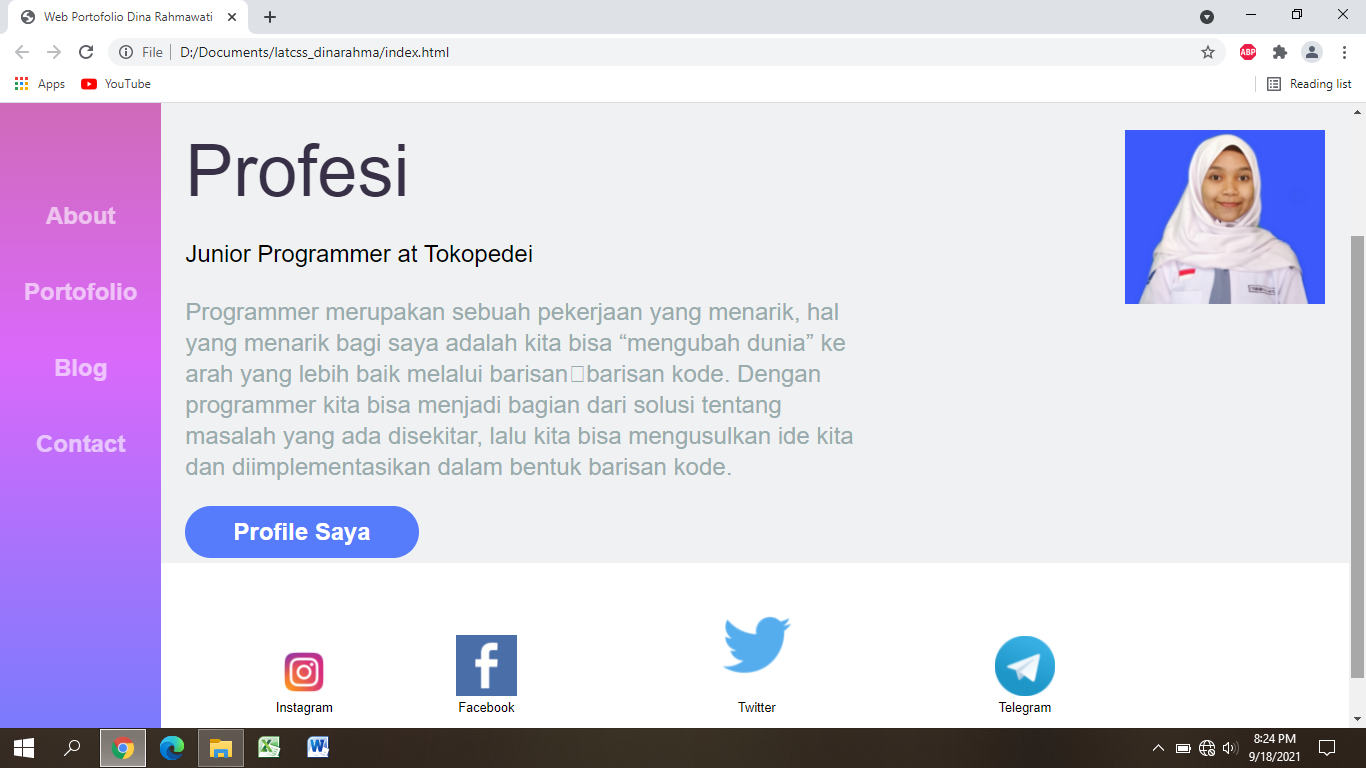 Web Portofolio Dina Rahmawati
File
D:/Documents/latcss_dinarahma/index.html
ABP
Apps
YouTube
Reading list
About
Portofolio
Blog
Contact
Profesi
Junior Programmer at Tokopedei
Programmer merupakan sebuah pekerjaan yang menarik, hal
yang menarik bagi saya adalah kita bisa “mengubah dunia” ke
arah yang lebih baik melalui barisan□barisan kode. Dengan
programmer kita bisa menjadi bagian dari solusi tentang
masalah yang ada disekitar, lalu kita bisa mengusulkan ide kita
dan diimplementasikan dalam bentuk barisan kode.
Profile Saya
Instagram
Facebook
Twitter
Telegram
8:24 PM
9/18/2021